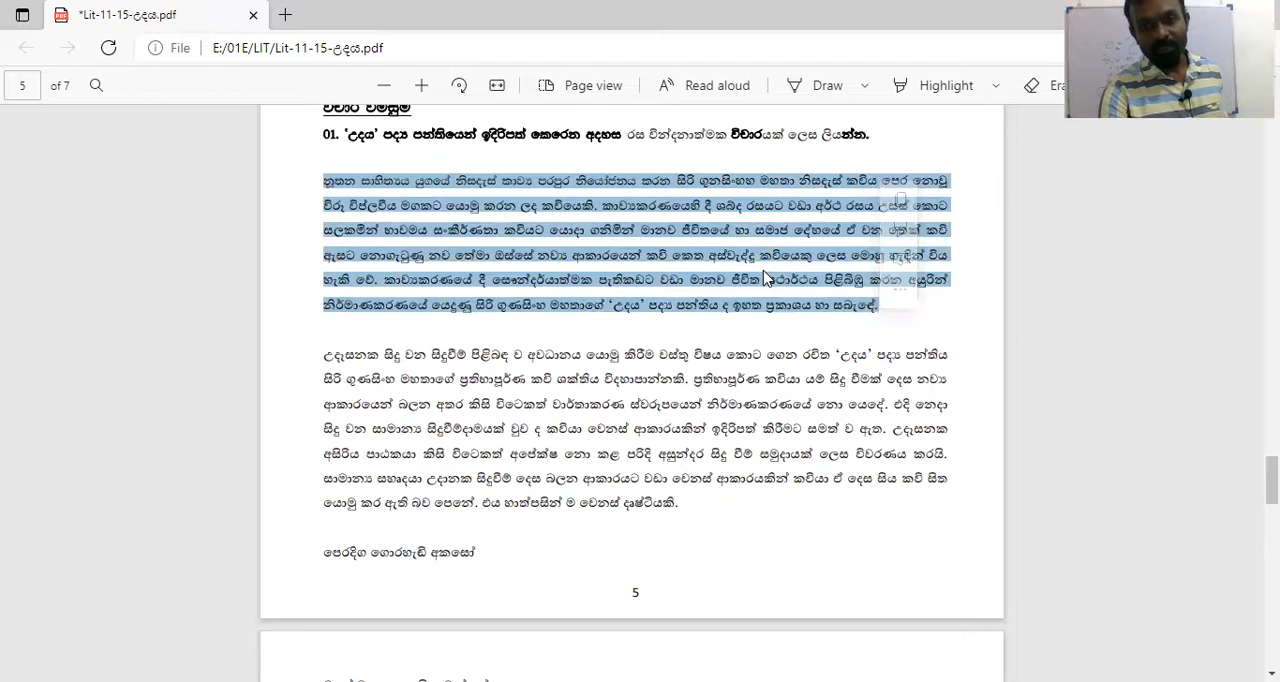 *Lit-11-15-උදය.pdf
File E:/01E/LIT/Lit-11-15-උදය.pdf
5 of 7 Page view Read aloud Draw Highlight
විචාර විමසුම
01. ‘උදය’ පද්‍ය පන්තියෙන් ඉදිරිපත් කෙරෙන අදහස රස වින්දනාත්මක විචාරයක් ලෙස ලියන්න.
නූතන සාහිත්‍යය යුගයේ නිසදැස් කාව්‍ය පරපුර නියෝජනය කරන සිරි ගුනසිංහ මහතා නිසදැස් කවිය පෙර නොවූ
විරූ විප්ලවීය මගකට යොමු කරන ලද කවියෙකි. කාව්‍යකරණයෙහි දී ශබ්ද රසයට වඩා අර්ථ රසය උසස් කොට
සලකමින් භාවමය සංකීර්ණතා කවියට යොදා ගනිමින් මානව ජීවිතයේ හා සමාජ දේහයේ ඒ වන තෙක් කවි
ඇසට නොගැටුණු නව තේමා ඔස්සේ නව්‍ය ආකාරයෙන් කවි කෙත අස්වැද්දූ කවියෙකු ලෙස මොහු හැඳින් විය
හැකි වේ. කාව්‍යකරණයේ දී සෞන්දර්යාත්මක පැතිකඩට වඩා මානව ජීවිත යථාර්ථය පිළිබිඹු කරන අයුරින්
නිර්මාණකරණයේ යෙදුණු සිරි ගුණසිංහ මහතාගේ ‘උදය’ පද්‍ය පන්තිය ද ඉහත ප්‍රකාශය හා සබැඳේ.
උදෑසනක සිදු වන සිදුවීම් පිළිබඳ ව අවධානය යොමු කිරීම වස්තු විෂය කොට ගෙන රචිත ‘උදය’ පද්‍ය පන්තිය
සිරි ගුණසිංහ මහතාගේ ප්‍රතිභාපූර්ණ කවි ශක්තිය විදහාපාන්නකි. ප්‍රතිභාපූර්ණ කවියා යම් සිදු වීමක් දෙස නව්‍ය
ආකාරයෙන් බලන අතර කිසි විටෙකත් වාර්තාකරණ ස්වරූපයෙන් නිර්මාණකරණයේ නො යෙදේ. එදි නෙදා
සිදු වන සාමාන්‍ය සිදුවීම්දාමයක් වුව ද කවියා වෙනස් ආකාරයකින් ඉදිරිපත් කිරීමට සමත් ව ඇත. උදෑසනක
අසිරිය පාඨකයා කිසි විටෙකත් අපේක්ෂ නො කළ පරිදි අසුන්දර සිදු වීම් සමුදායක් ලෙස විවරණය කරයි.
සාමාන්‍ය සහෘදයා උදානක සිදුවීම් දෙස බලන ආකාරයට වඩා වෙනස් ආකාරයකින් කවියා ඒ දෙස සිය කවි සිත
යොමු කර ඇති බව පෙනේ. එය හාත්පසින් ම වෙනස් දෘෂ්ටියකි.
පෙරදිග ගොරහැඬි අකසෝ
5